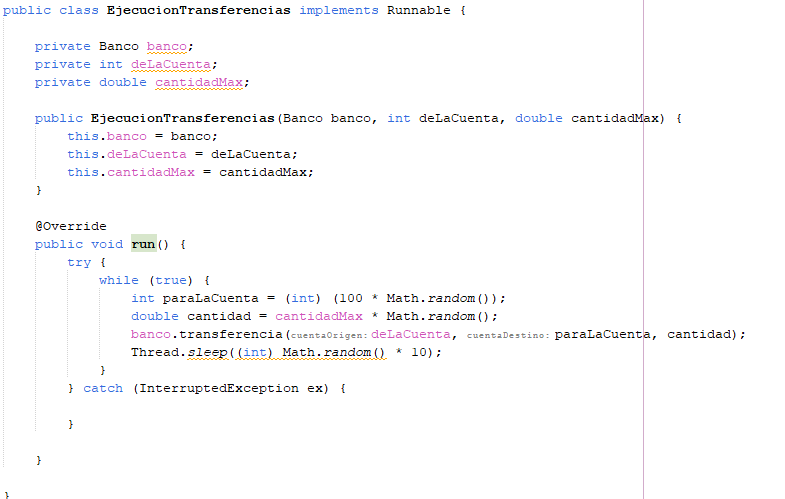 public class EjecucionTransferencias implements Runnable {
private Banco banco;
private int deLaCuenta;
private double cantidadMax;
public EjecucionTransferencias(Banco banco, int deLaCuenta, double cantidadMax) {
this.banco = banco;
this.deLaCuenta = deLaCuenta;
this.cantidadMax = cantidadMax;
}
@Override
public void run() {
try {
while (true) {
int paraLaCuenta = (int) (100 * Math.random());
double cantidad = cantidadMax * Math.random();
banco.transferencia(cuentaOrigen: deLaCuenta, cuentaDestino: paraLaCuenta, cantidad);
Thread.sleep((int) Math.random() * 10);
}
} catch (InterruptedException ex) {
}
}
}